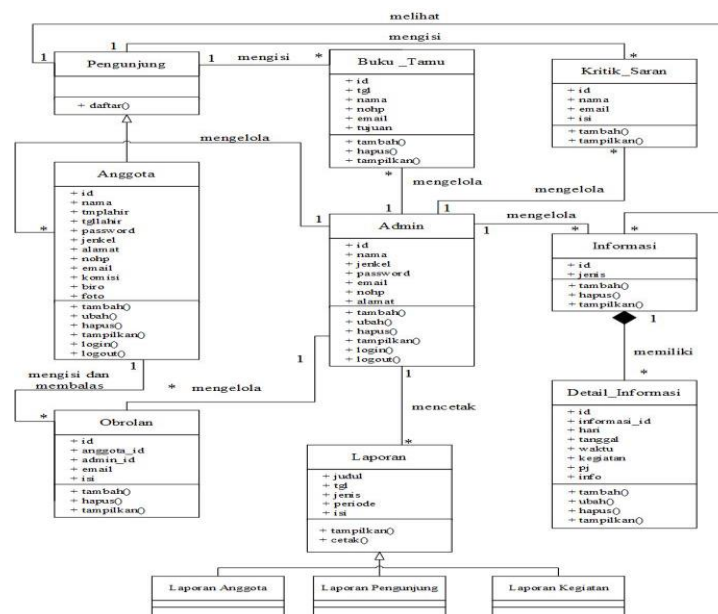 melihat
1
1
mengisi
*
Pengunjung
1
mengisi
*
Buku _Tamu
Kritik_Saran
+ daftar()
+ id
+ tgl
+ nama
+ nohp
+ email
+ tujuan
+ tambah()
+ hapus()
+ tampilkan()
+ id
+ nama
+ email
+ isi
+ tambah()
+ tampilkan()
*
mengelola
*
mengelola
1
mengelola
1
1
1
mengelola
*
*
Anggota
+ id
+ nama
+ tmplahir
+ tgllahir
+ password
+ jenkel
+ alamat
+ nohp
+ email
+ komisi
+ biro
+ foto
+ tambah()
+ ubah()
+ hapus()
+ tampilkan()
+ login()
+ logout()
*
Admin
+ id
+ nama
+ jenkel
+ password
+ email
+ nohp
+ alamat
+ tambah()
+ ubah()
+ hapus()
+ tampilkan()
+ login()
+ logout()
Informasi
+ id
+ jenis
+ tambah()
+ hapus()
+ tampilkan()
1
memiliki
*
1
mengisi dan
membalas
*
* mengelola
1
1
mencetak
*
Obrolan
+ id
+ anggota_id
+ admin_id
+ email
+ isi
+ tambah()
+ hapus()
+ tampilkan()
Laporan
+ judul
+ tgl
+ jenis
+ periode
+ isi
+ tampilkan()
+ cetak()
Detail_Informasi
+ id
+ informasi_id
+ hari
+ tanggal
+ waktu
+ kegiatan
+ pj
+ info
+ tambah()
+ ubah()
+ hapus()
+ tampilkan()
Laporan Anggota
Laporan Pengunjung
Laporan Kegiatan